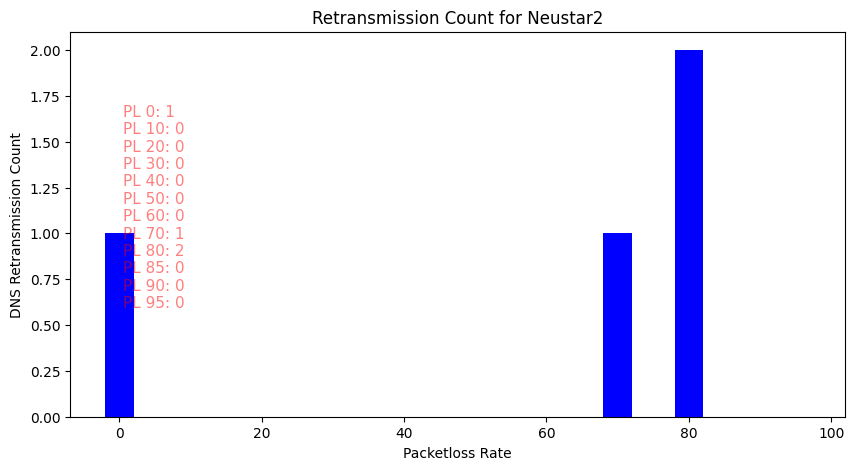 Retransmission Count for Neustar2
DNS Retransmission Count
2.00
1.75
1.50
1.25
1.00
0.75
0.50
0.25
0.00
PL 0: 1
PL 10: 0
PL 20: 0
PL 30: 0
PL 40: 0
PL 50: 0
PL 60: 0
PL 70: 1
PL 80: 2
PL 85: 0
PL 90: 0
PL 95: 0
0 20 40 60 80 100
Packetloss Rate